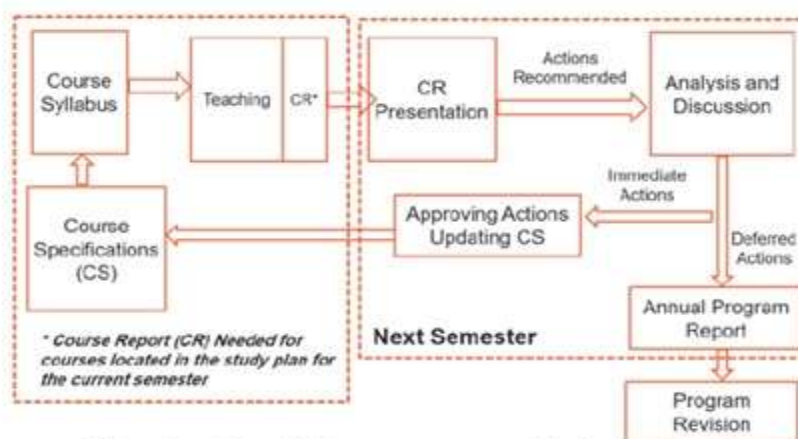 Course
Syllabus
Teaching
CR*
CR
Presentation
Actions
Recommended
Analysis and
Discussion
Immediate
Actions
Approving Actions
Updating CS
Course
Specifications
(CS)
Deferred
Actions
Annual Program
Report
* Course Report (CR) Needed for
courses located in the study plan for
the current semester
Next Semester
Program
Revision